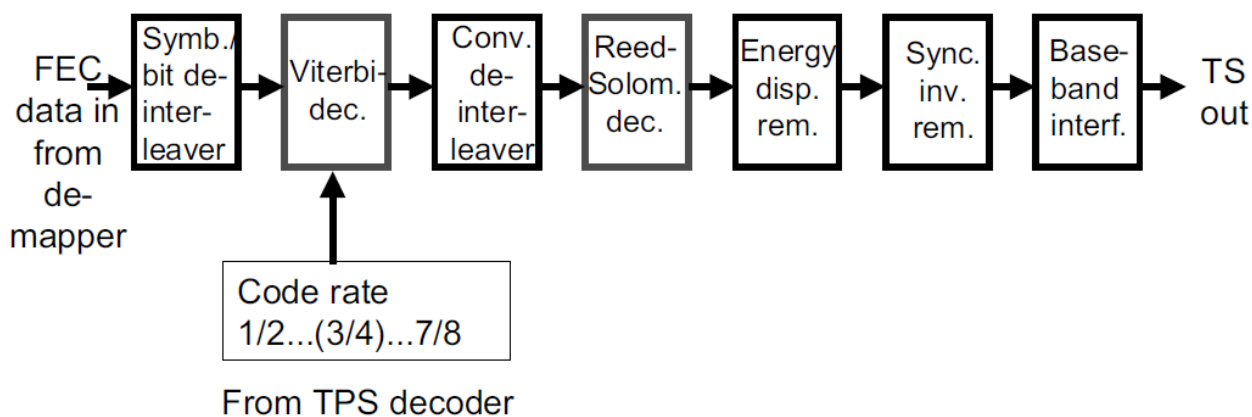 FEC
data in
from
de-
mapper
Symb./
bit de-
inter-
leaver
Viterbi-
dec.
Conv.
de-
inter-
leaver
Reed-
Solom.
dec.
Energy
disp.
rem.
Sync.
inv.
rem.
Base-
band
interf.
TS
out
Code rate
1/2...(3/4)...7/8
From TPS decoder